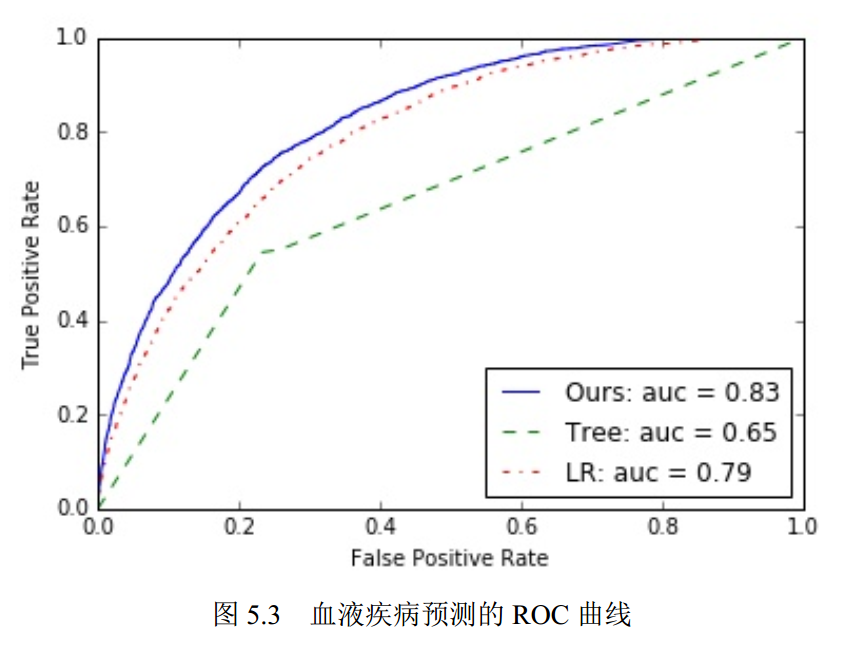 1.0
0.8
0.6
0.4
0.2
0.0
True Positive Rate
Ours: auc = 0.83
Tree: auc = 0.65
LR: auc = 0.79
0.0 0.2 0.4 0.6 0.8 1.0
False Positive Rate
图 5.3 血液疾病预测的 ROC 曲线